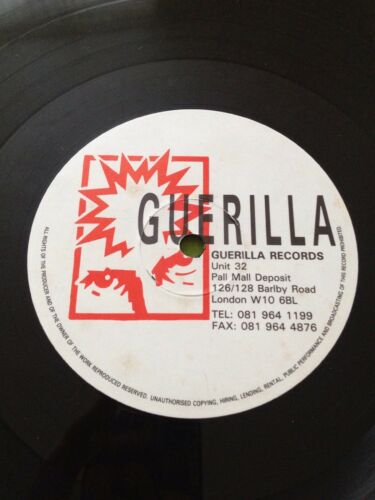 GUERILLA
GUERILLA RECORDS
Unit 32
Pall Mall Deposit
126/128 Barlby Road
London W10 6BL
TEL: 081 964 1199
FAX: 081 964 4876
ALL RIGHTS OF THE PRODUCER AND OF THE OWNER OF THE WORK REPRODUCED RESERVED. UNAUTHORISED COPYING, HIRING, LENDING, RENTAL, PUBLIC PERFORMANCE AND BROADCASTING OF THIS RECORD PROHIBITED.